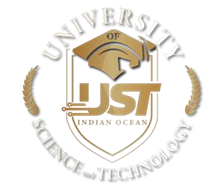 UNIVERSITY
OF
UST
INDIAN OCEAN
SCIENCE and TECHNOLOGY